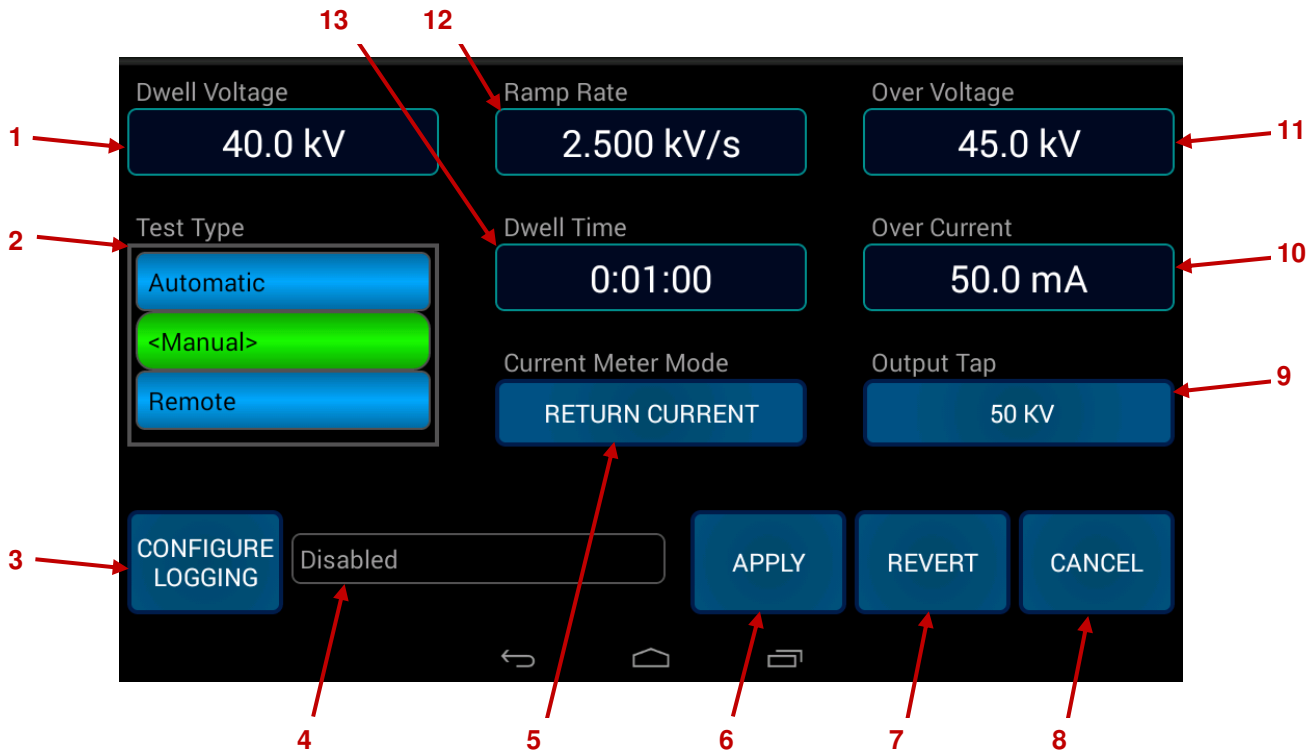 13
12
Dwell Voltage
Ramp Rate
Over Voltage
1
40.0 kV
2.500 kV/s
45.0 kV
11
Test Type
Dwell Time
Over Current
2
Automatic
0:01:00
50.0 mA
10
<Manual>
Current Meter Mode
Output Tap
9
Remote
RETURN CURRENT
50 KV
3
CONFIGURE
LOGGING
Disabled
APPLY
REVERT
CANCEL
4
5
6
7
8